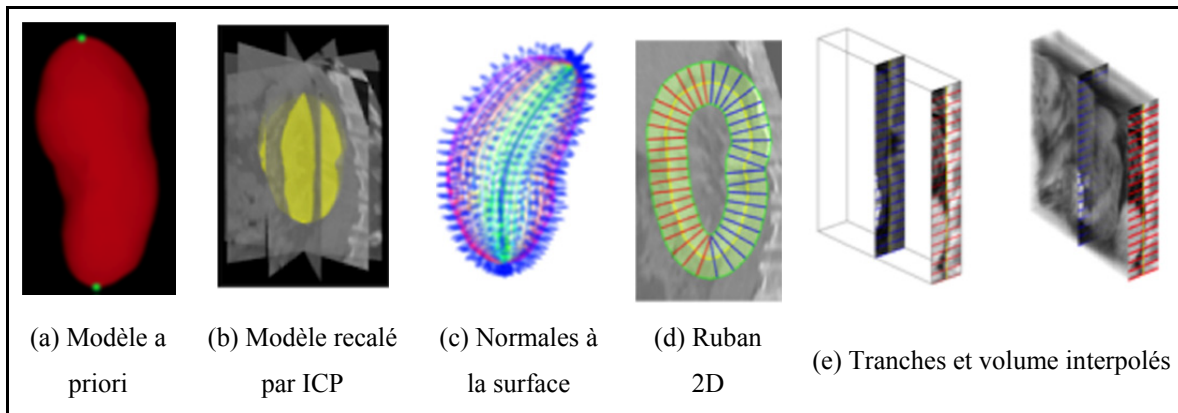 (a) Modèle a
priori
(b) Modèle recalé
par ICP
(c) Normales à
la surface
(d) Ruban
2D
(e) Tranches et volume interpolés